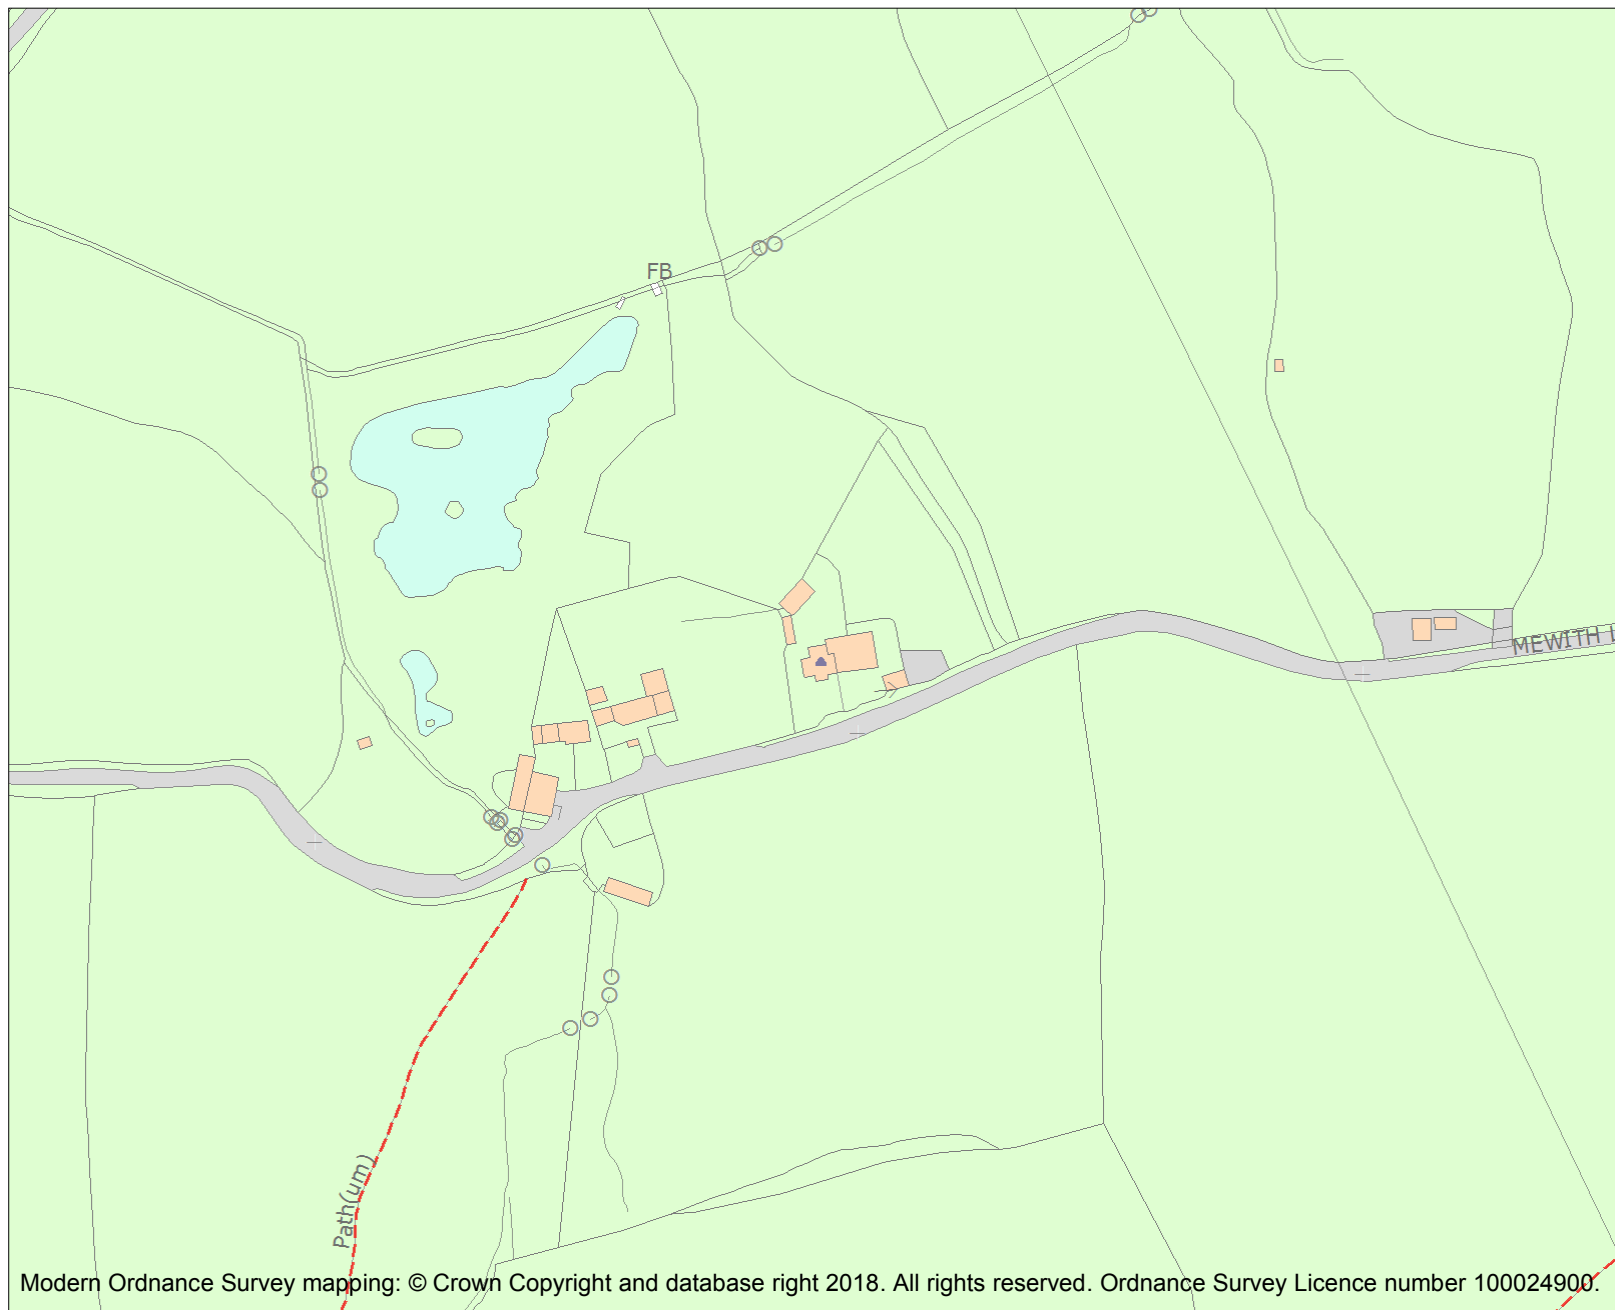 FB
MEWITH L
Path(um)
Modern Ordnance Survey mapping: © Crown Copyright and database right 2018. All rights reserved. Ordnance Survey Licence number 100024900.